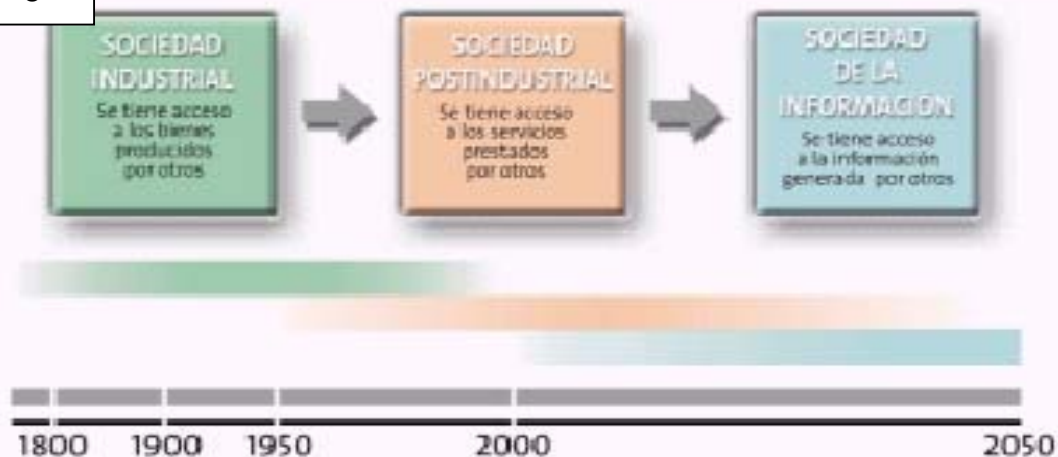 SOCIEDAD
INDUSTRIAL
Se tiene acceso
a los bienes
producidos
por otros
SOCIEDAD
POSTINDUSTRIAL
Se tiene acceso
a los servicios
prestados
por otros
SOCIEDAD
DE LA
INFORMACIÓN
Se tiene acceso
a la información
generada por otros
1800 1900 1950 2000 2050